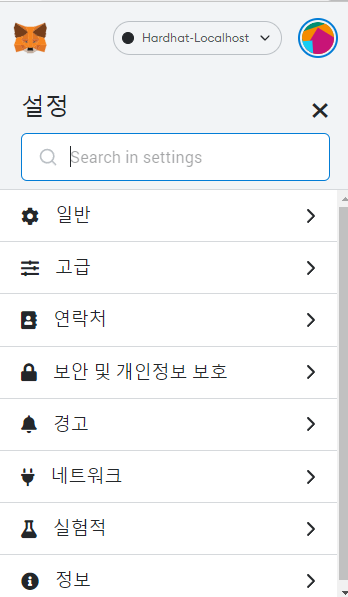 Hardhat-Localhost
설정
Search in settings
일반
고급
연락처
보안 및 개인정보 보호
경고
네트워크
실험적
정보